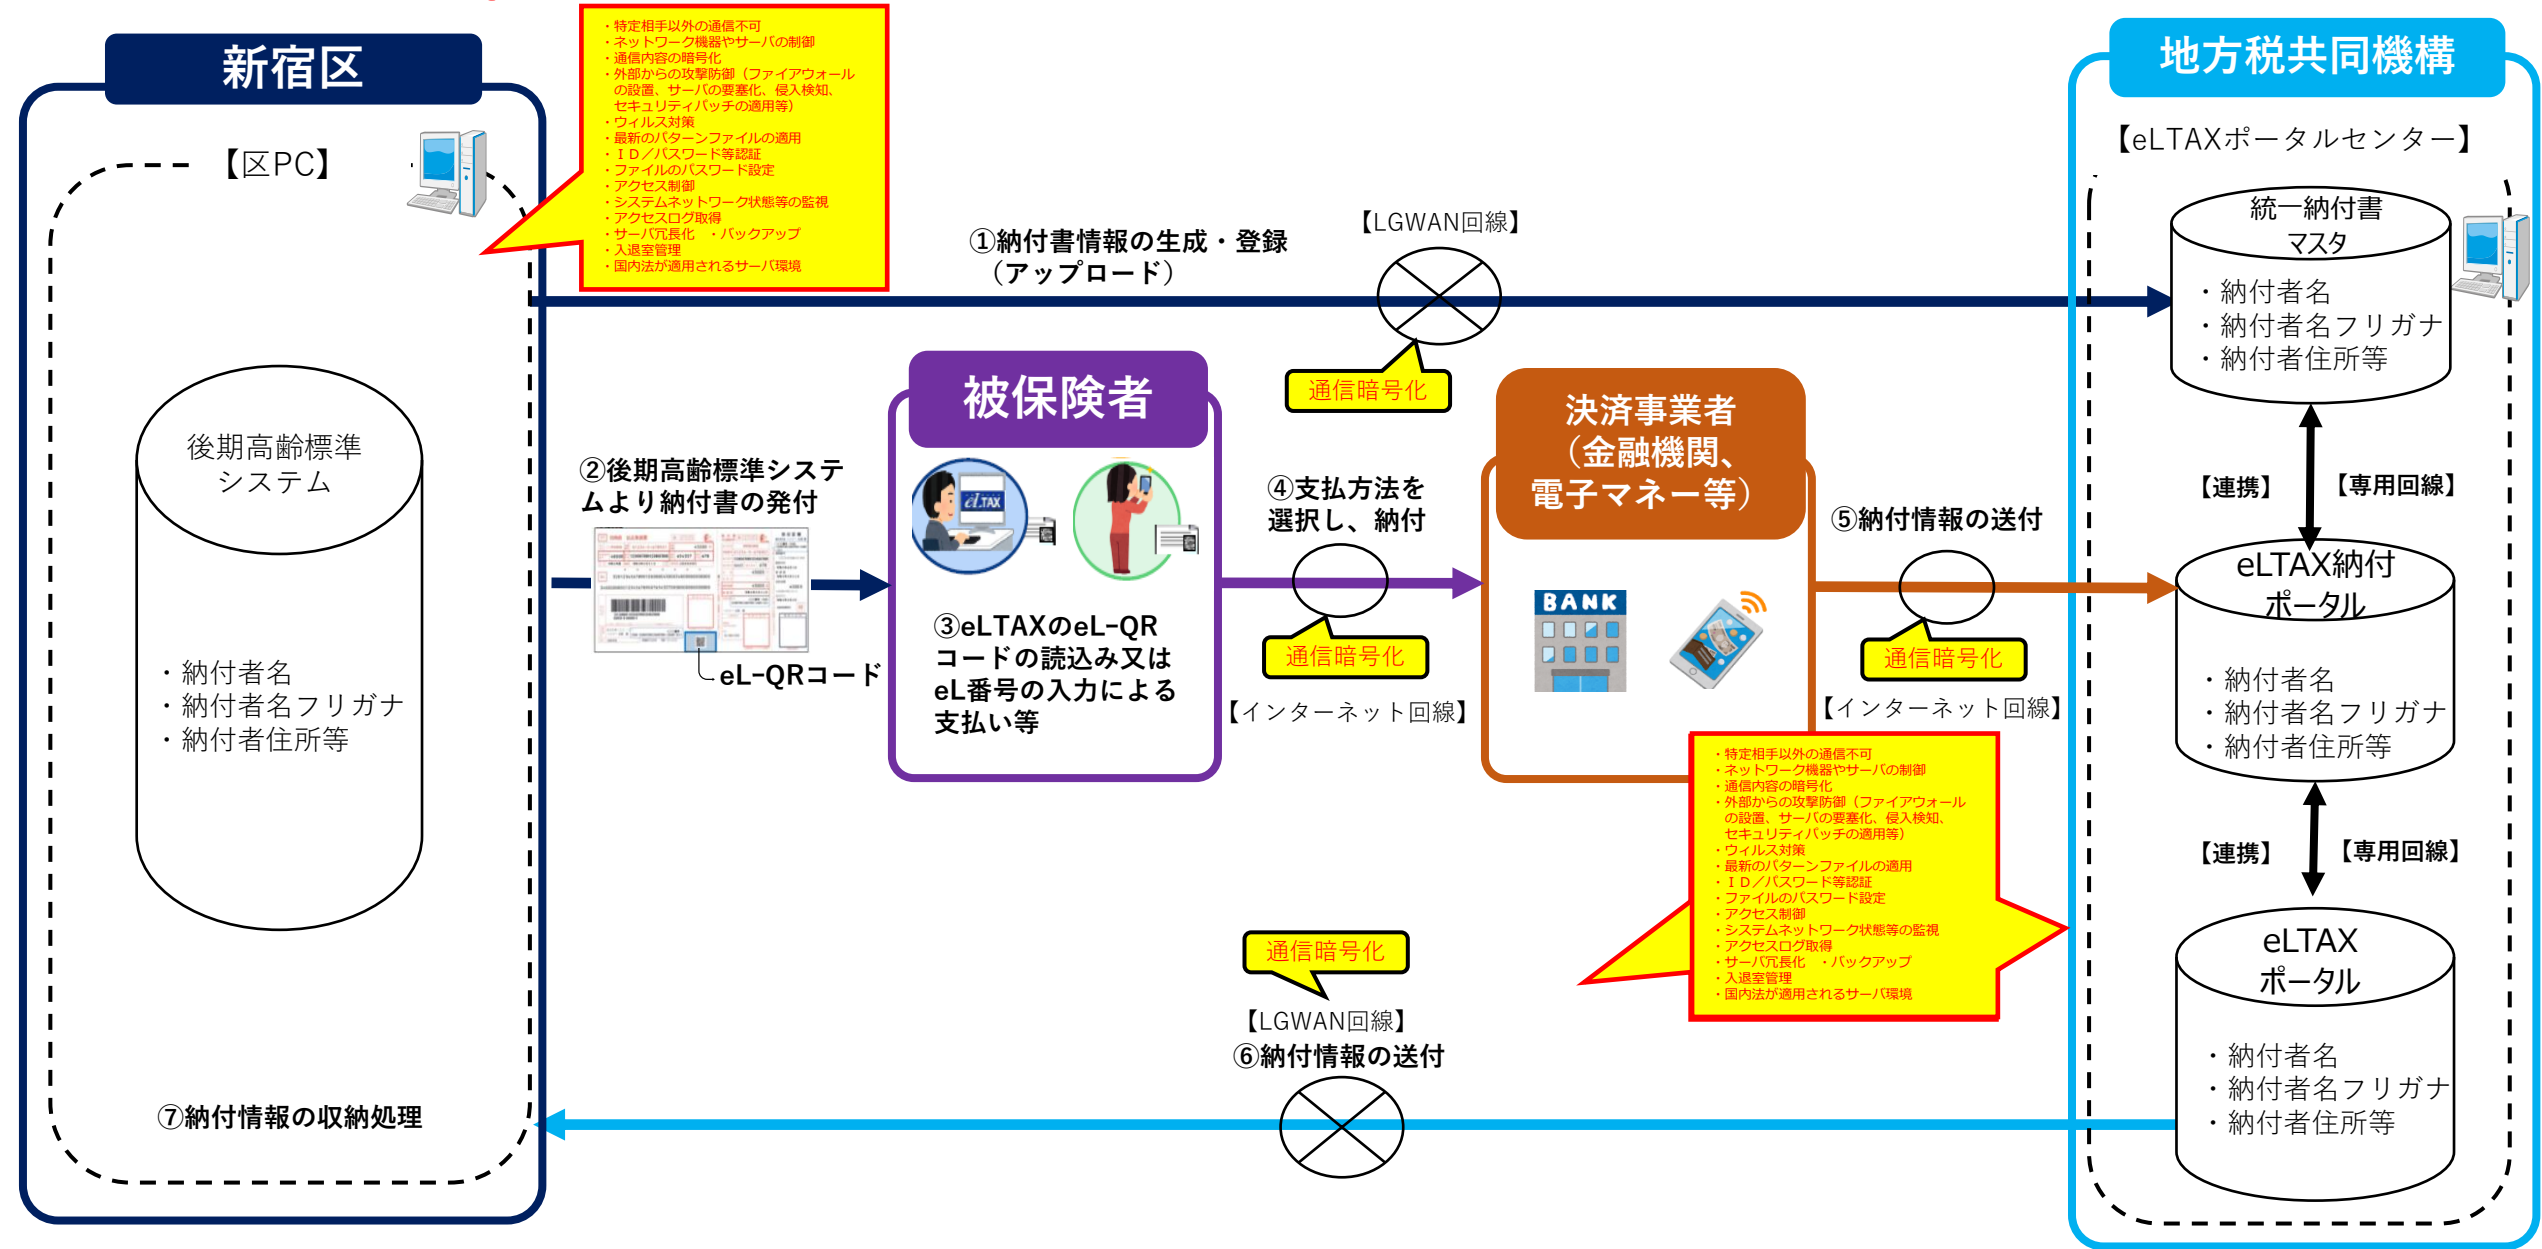 新宿区
【区PC】
後期高齢標準
システム
・納付者名
・納付者名フリガナ
・納付者住所等
⑦納付情報の収納処理
・特定相手以外の通信不可
・ネットワーク機器やサーバの制御
・通信内容の暗号化
・外部からの攻撃防御（ファイアウォール
の設置、サーバの要塞化、侵入検知、
セキュリティパッチの適用等）
・ウィルス対策
・最新のパターンファイルの適用
・ＩＤ／パスワード等認証
・ファイルのパスワード設定
・アクセス制御
・システムネットワーク状態等の監視
・アクセスログ取得
・サーバ冗長化　・バックアップ
・入退室管理
・国内法が適用されるサーバ環境
①納付書情報の生成・登録
（アップロード）
【LGWAN回線】
通信暗号化
②後期高齢標準システ
ムより納付書の発付
eL-QRコード
被保険者
eLTAX
③eLTAXのeL-QR
コードの読込み又は
eL番号の入力による
支払い等
④支払方法を
選択し、納付
通信暗号化
【インターネット回線】
決済事業者
（金融機関、
電子マネー等）
BANK
⑤納付情報の送付
通信暗号化
【インターネット回線】
・特定相手以外の通信不可
・ネットワーク機器やサーバの制御
・通信内容の暗号化
・外部からの攻撃防御（ファイアウォール
の設置、サーバの要塞化、侵入検知、
セキュリティパッチの適用等）
・ウィルス対策
・最新のパターンファイルの適用
・ＩＤ／パスワード等認証
・ファイルのパスワード設定
・アクセス制御
・システムネットワーク状態等の監視
・アクセスログ取得
・サーバ冗長化　・バックアップ
・入退室管理
・国内法が適用されるサーバ環境
通信暗号化
【LGWAN回線】
⑥納付情報の送付
地方税共同機構
【eLTAXポータルセンター】
統一納付書
マスタ
・納付者名
・納付者名フリガナ
・納付者住所等
【連携】
【専用回線】
eLTAX納付
ポータル
・納付者名
・納付者名フリガナ
・納付者住所等
【連携】
【専用回線】
eLTAX
ポータル
・納付者名
・納付者名フリガナ
・納付者住所等